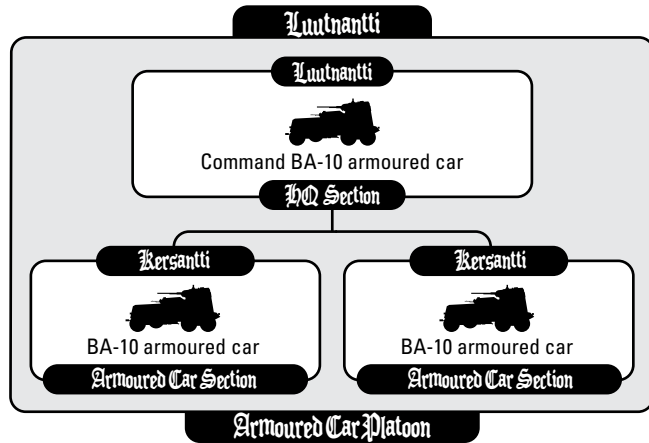 Luutnantti
Luutnantti
Command BA-10 armoured car
HQ Section
Kersantti
Kersantti
BA-10 armoured car
BA-10 armoured car
Armoured Car Section
Armoured Car Section
Armoured Car Platoon